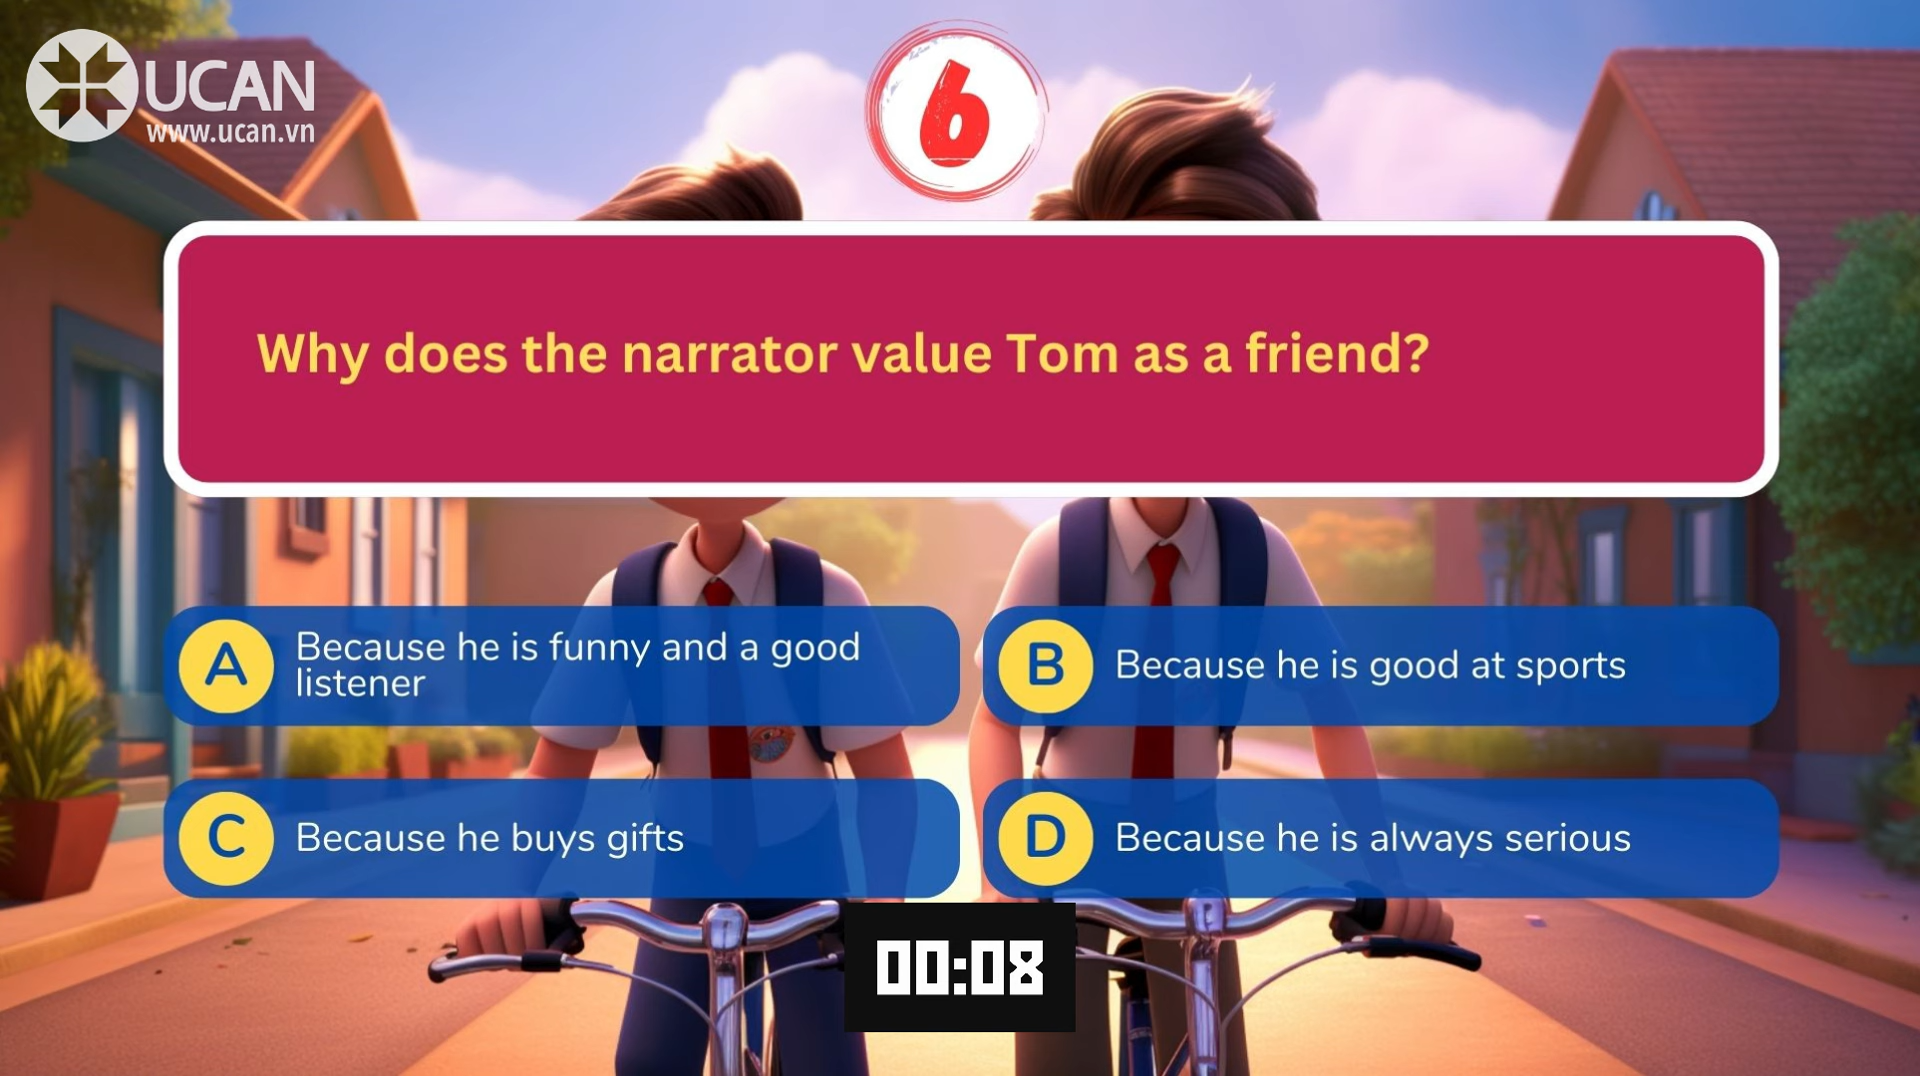 UCAN
www.ucan.vn
6
Why does the narrator value Tom as a friend?
A
Because he is funny and a good
listener
B
Because he is good at sports
C
Because he buys gifts
D
Because he is always serious
00:08